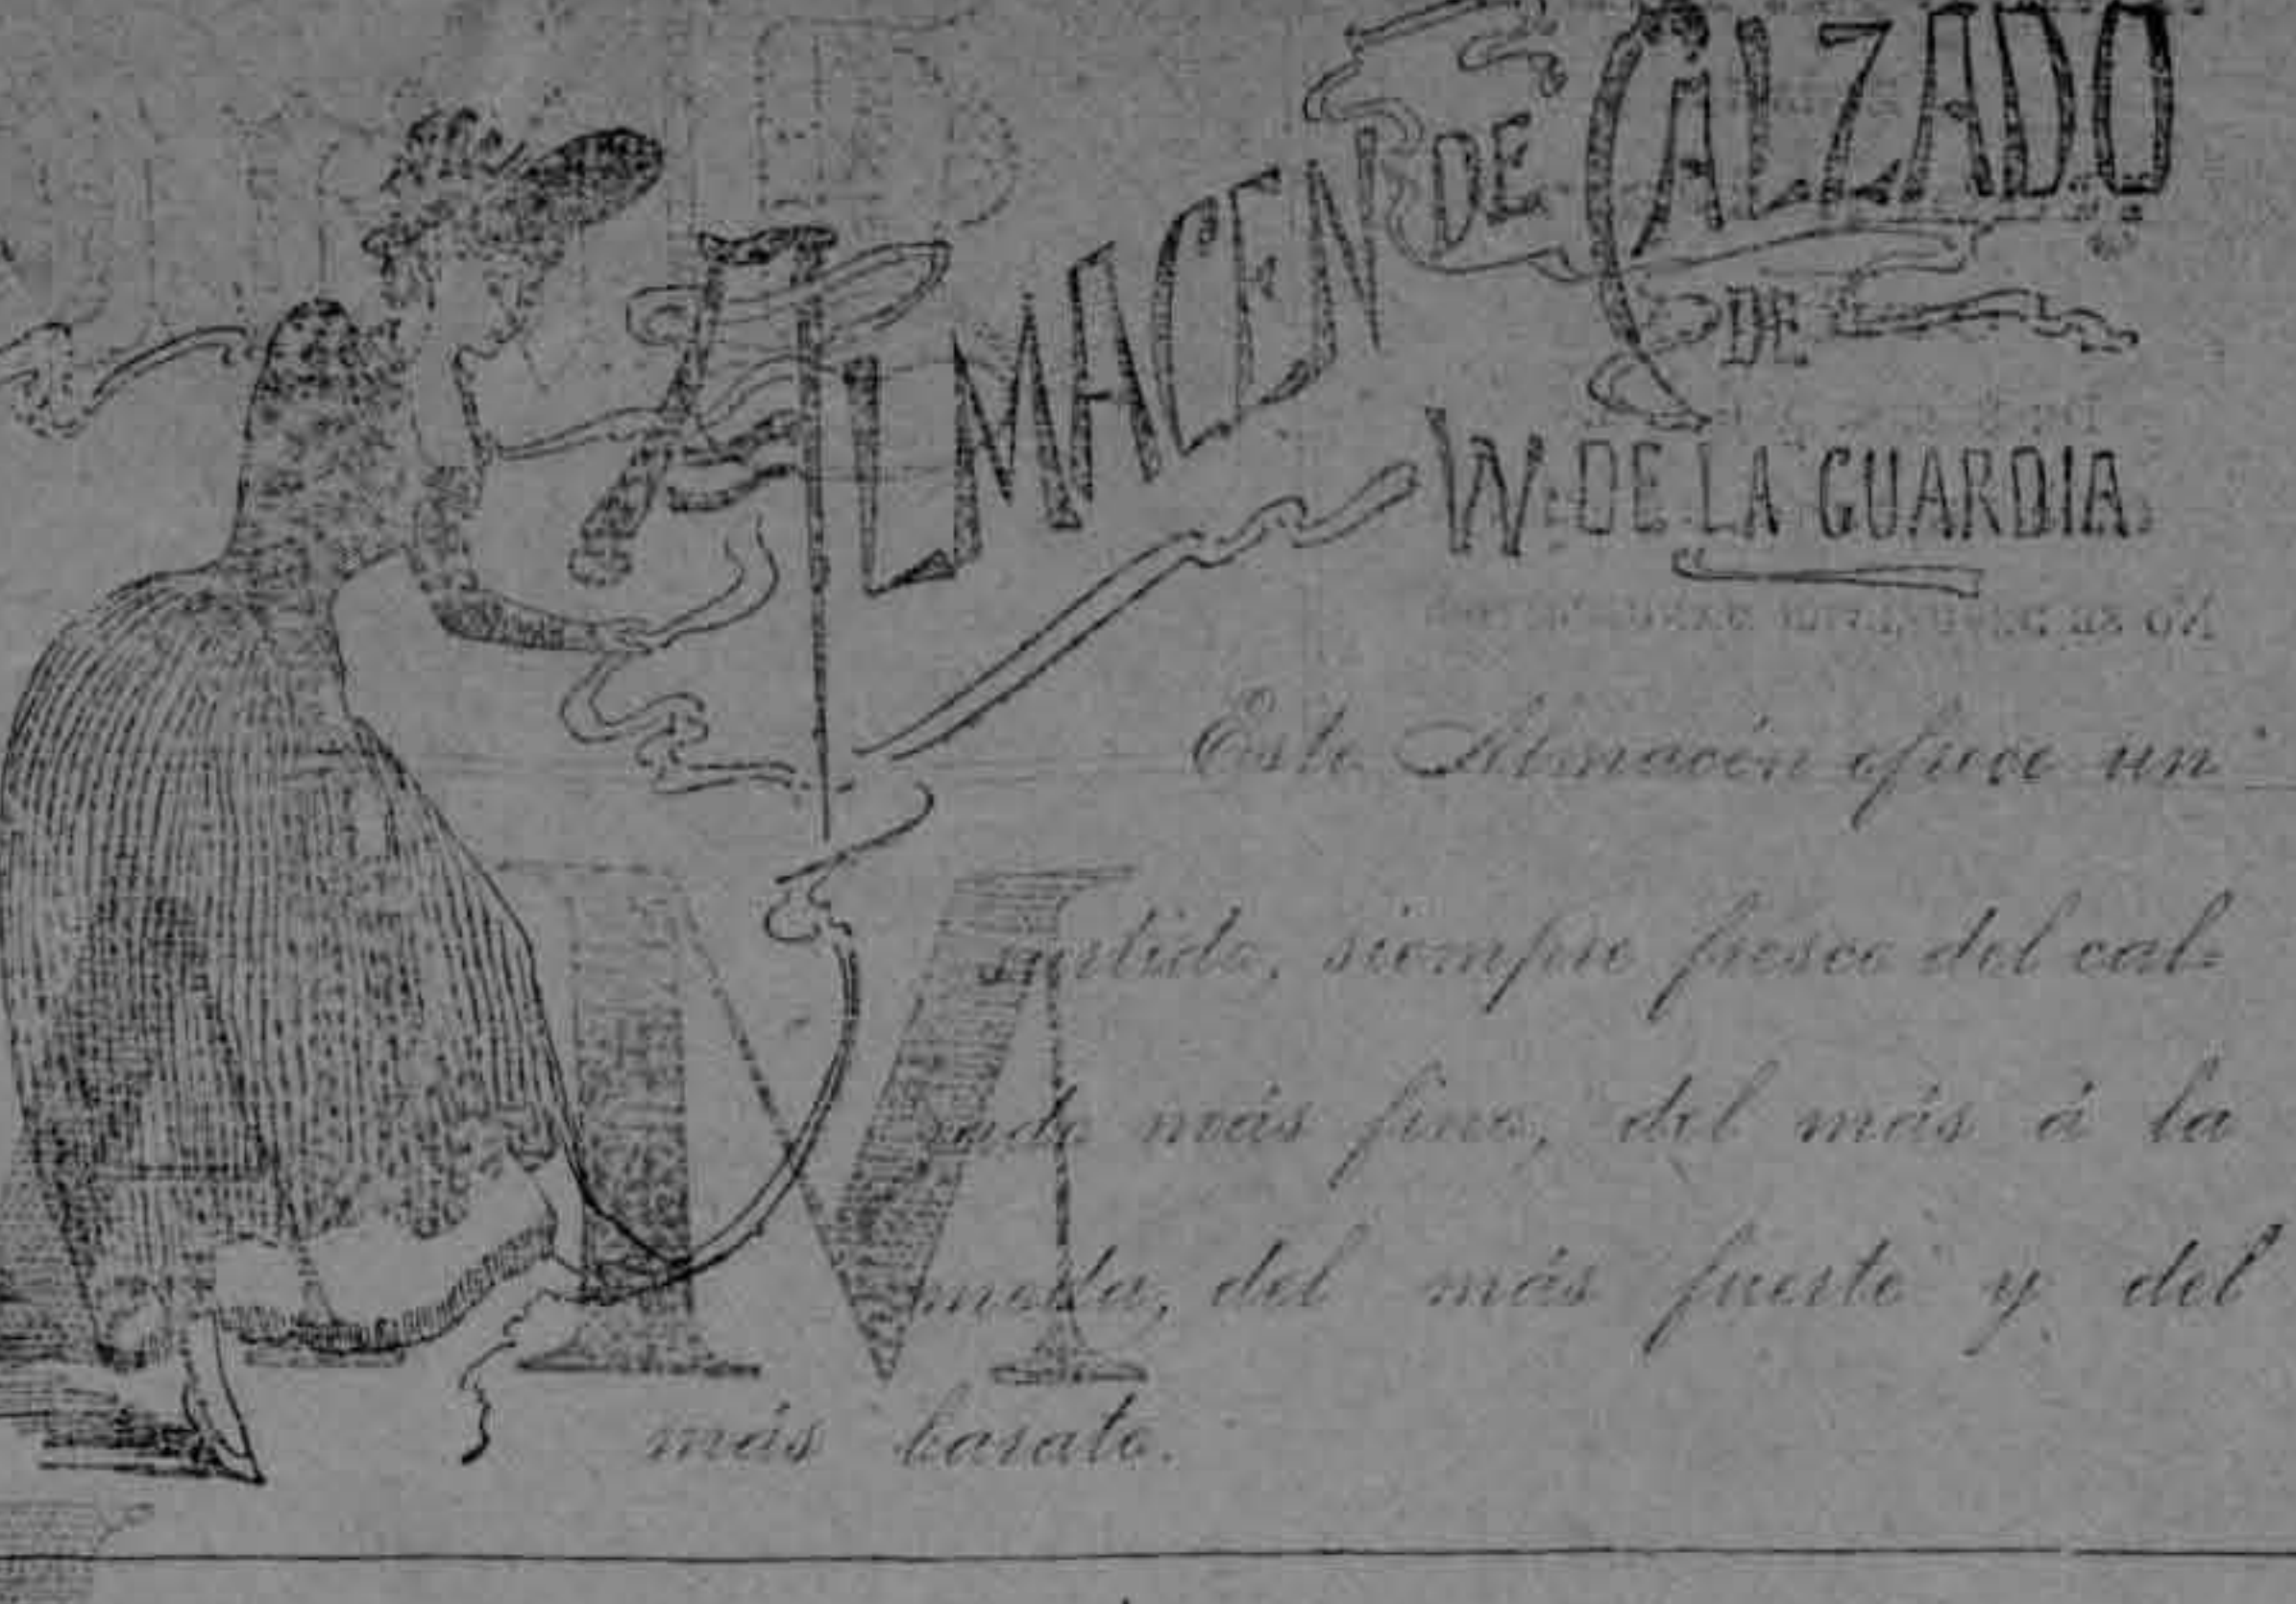 ALMACEN DE CALZADO
DE
W. DE LA GUARDIA.
Este Almacén ofrece un
surtido, siempre fresco del cal-
zado más fino, del más á la
moda, del más fuerte y del
más barato.